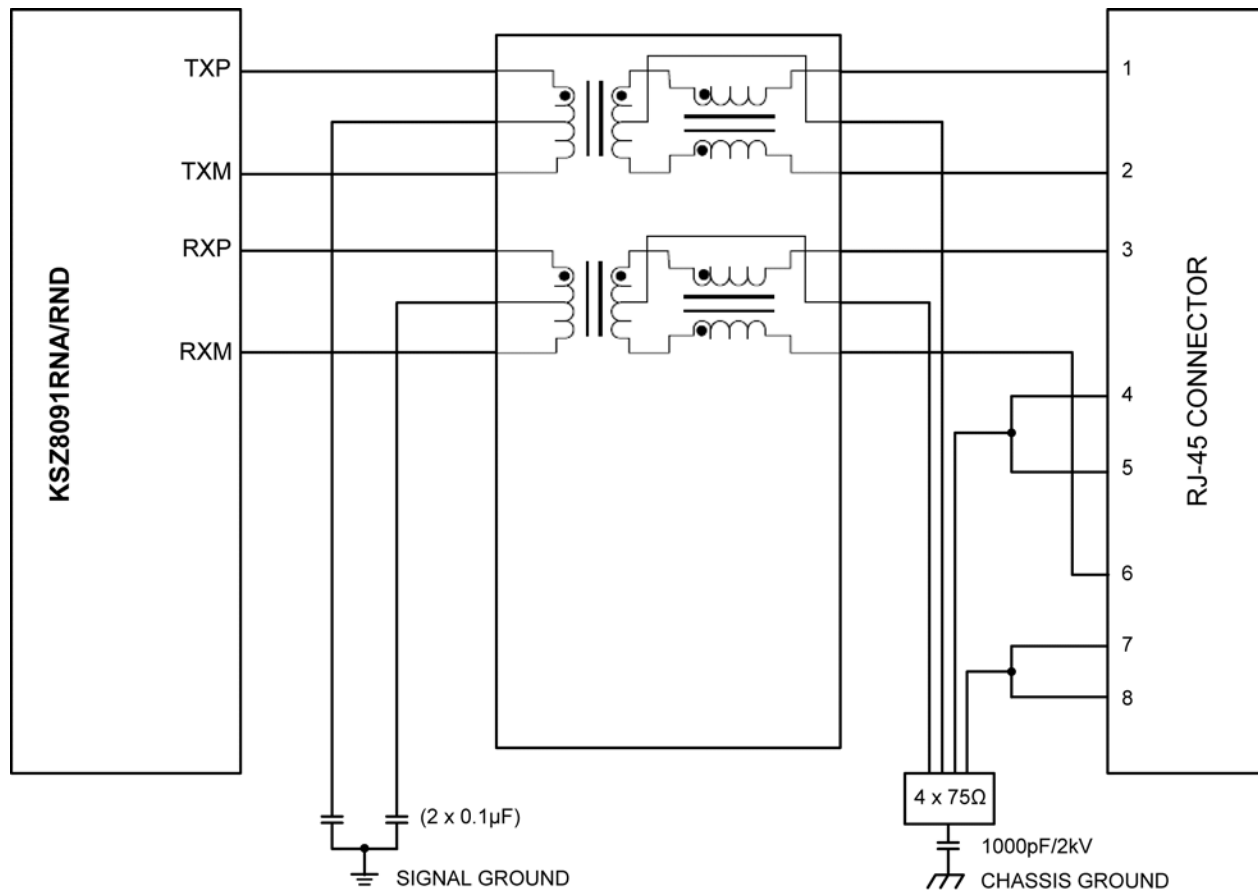 KSZ8091RNA/RND
TXP
TXM
RXP
RXM
1
2
3
4
5
6
7
8
RJ-45 CONNECTOR
(2 x 0.1µF)
SIGNAL GROUND
4 x 75Ω
1000pF/2kV
CHASSIS GROUND